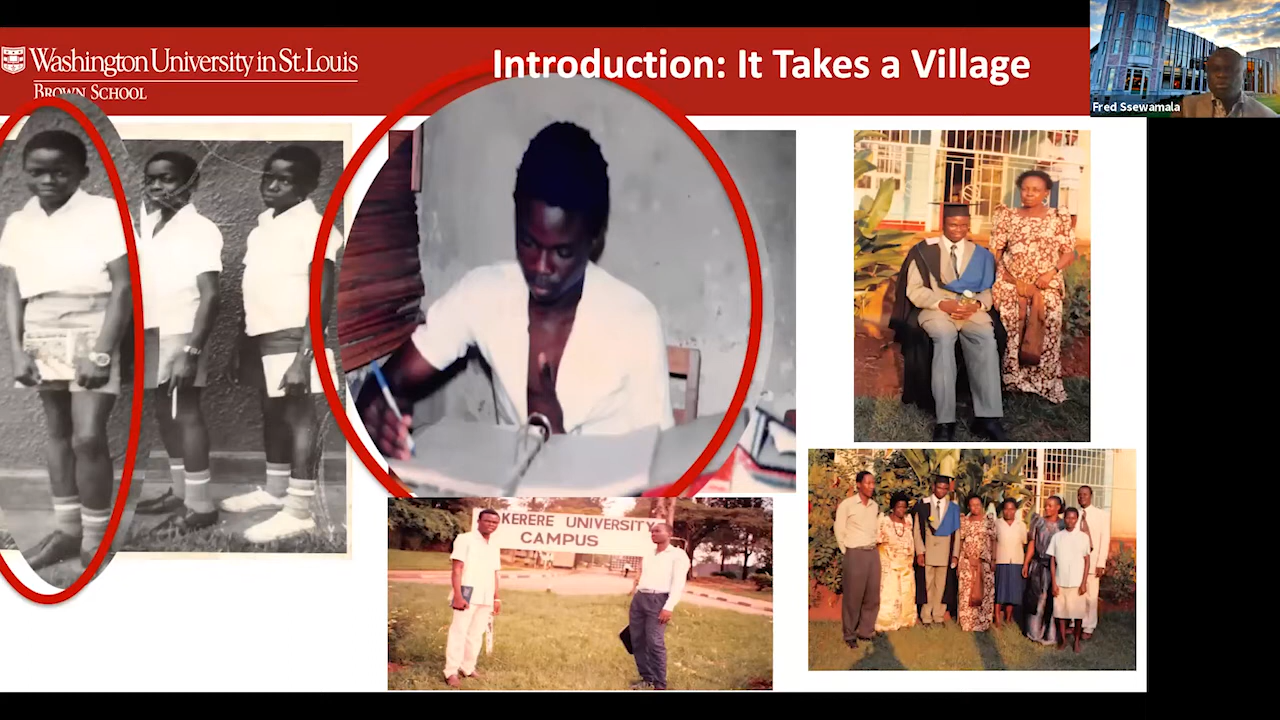 Washington University in St. Louis
BROWN SCHOOL
Introduction: It Takes a Village
Fred Ssewamala
KERERE UNIVERSITY
CAMPUS